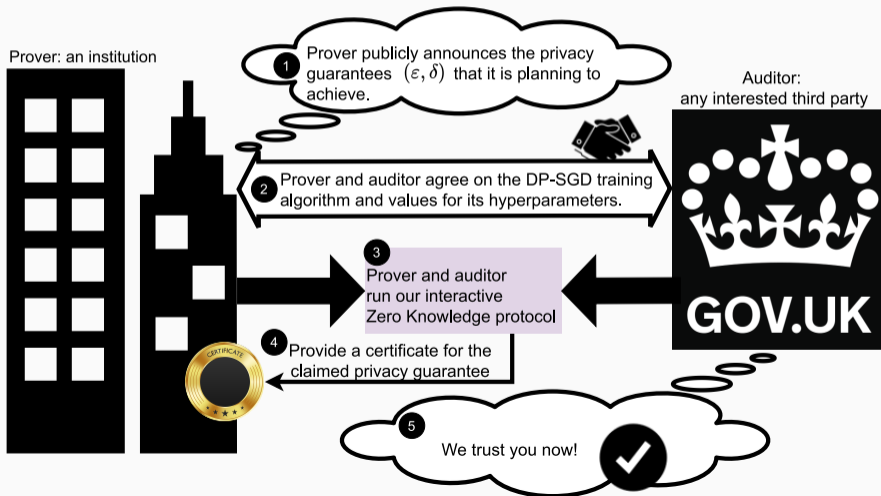 Prover: an institution
1
Prover publicly announces the privacy
guarantees (ε, δ) that it is planning to
achieve.
Auditor:
any interested third party
2
Prover and auditor agree on the DP-SGD training
algorithm and values for its hyperparameters.
3
Prover and auditor
run our interactive
Zero Knowledge protocol
GOV.UK
4
Provide a certificate for the
claimed privacy guarantee
CERTIFICATE
5
We trust you now!